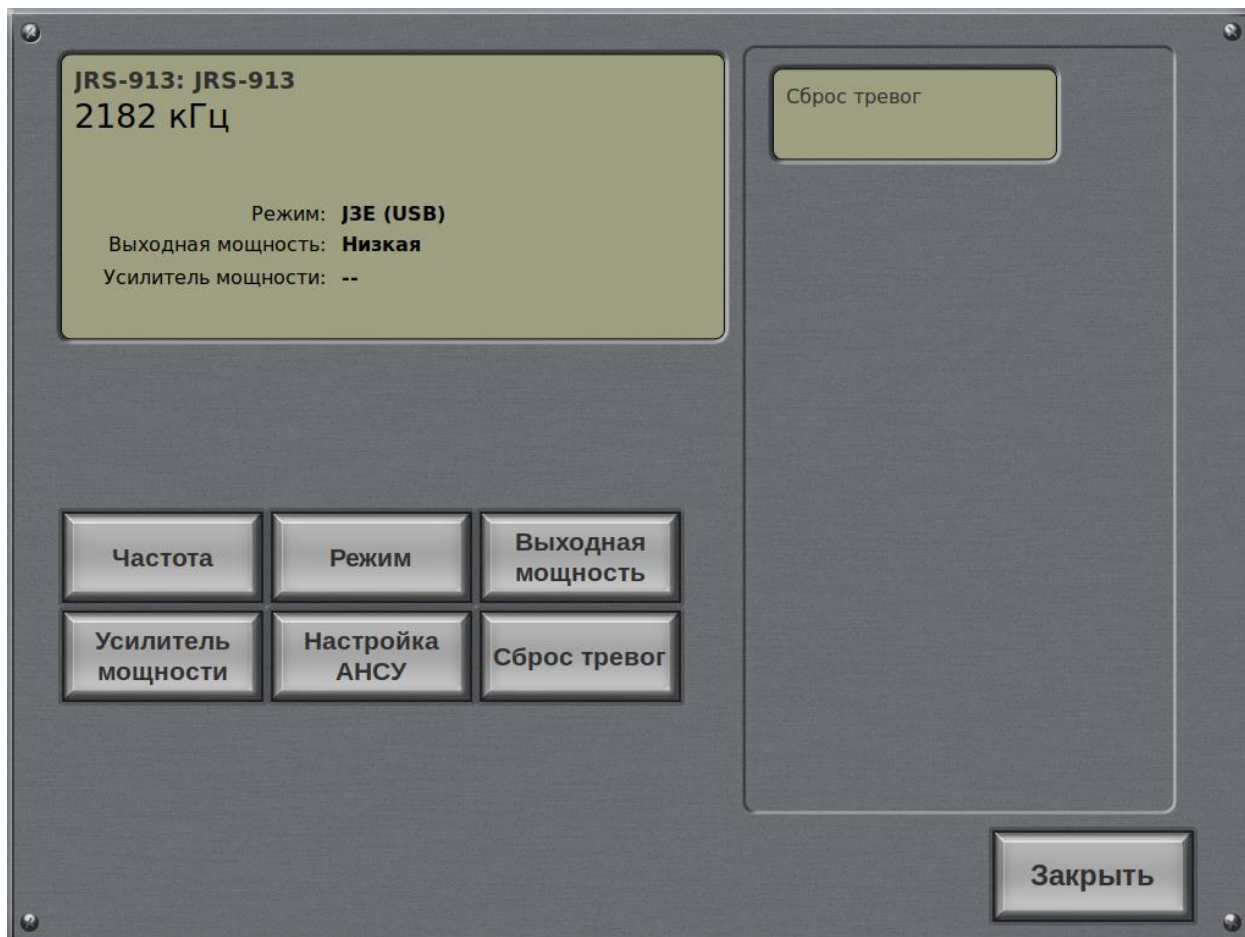 JRS-913: JRS-913
2182 кГц
Режим: J3E (USB)
Выходная мощность: Низкая
Усилитель мощности: --
Сброс тревог
Частота
Режим
Выходная
мощность
Усилитель
мощности
Настройка
АНСУ
Сброс тревог
Закрыть